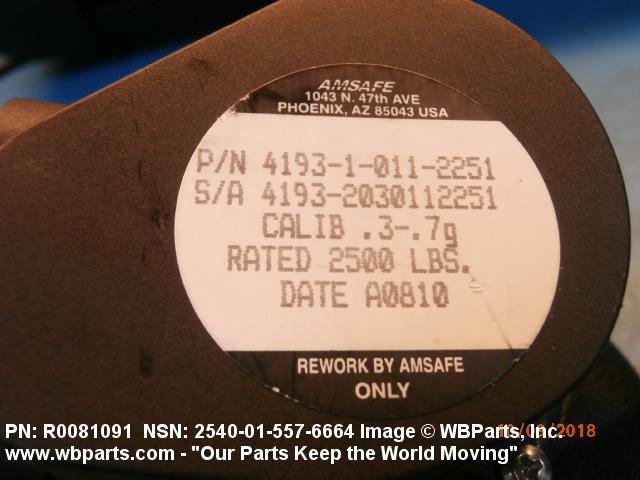 AMSAFE
1043 N. 47th AVE
PHOENIX, AZ 85043 USA
P/N 4193-1-011-2251
S/A 4193-2030112251
CALIB .3-.7g
RATED 2500 LBS.
DATE A0810
REWORK BY AMSAFE
ONLY
PN: R0081091 NSN: 2540-01-557-6664 Image © WBParts, Inc.
2018
www.wbparts.com - "Our Parts Keep the World Moving"